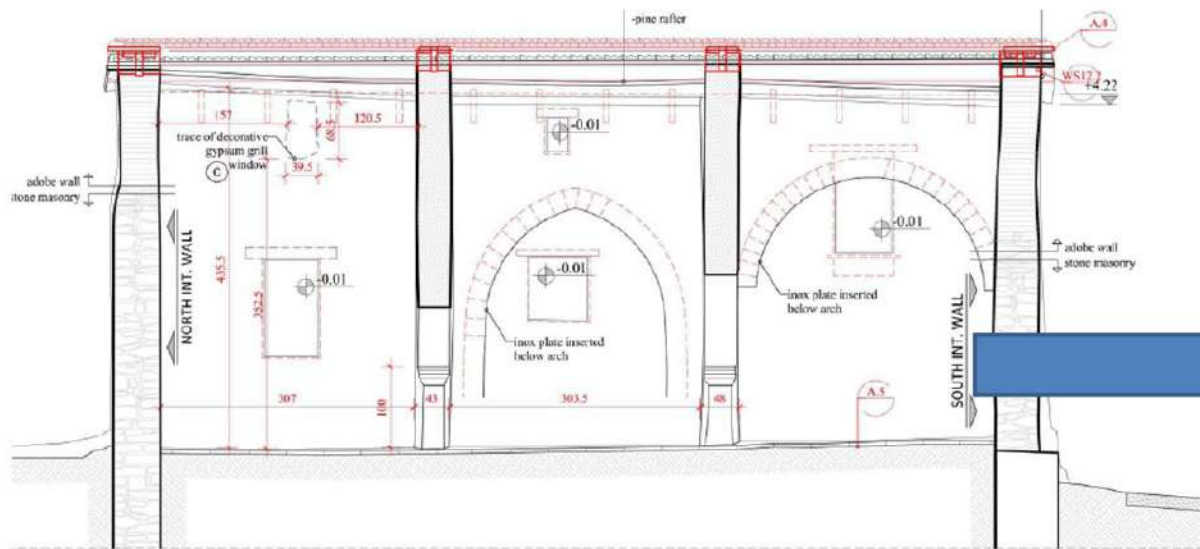 -pine rafter
A.4
WS12.2
+4.22
157
120.5
68.5
-0.01
trace of decorative
gypsum grill
window
C
39.5
adobe wall
stone masonry
NORTH INT. WALL
435.5
352.5
-0.01
-0.01
-0.01
adobe wall
stone masonry
inox plate inserted
below arch
inox plate inserted
below arch
SOUTH INT. WALL
100
307
43
303.5
48
A.5